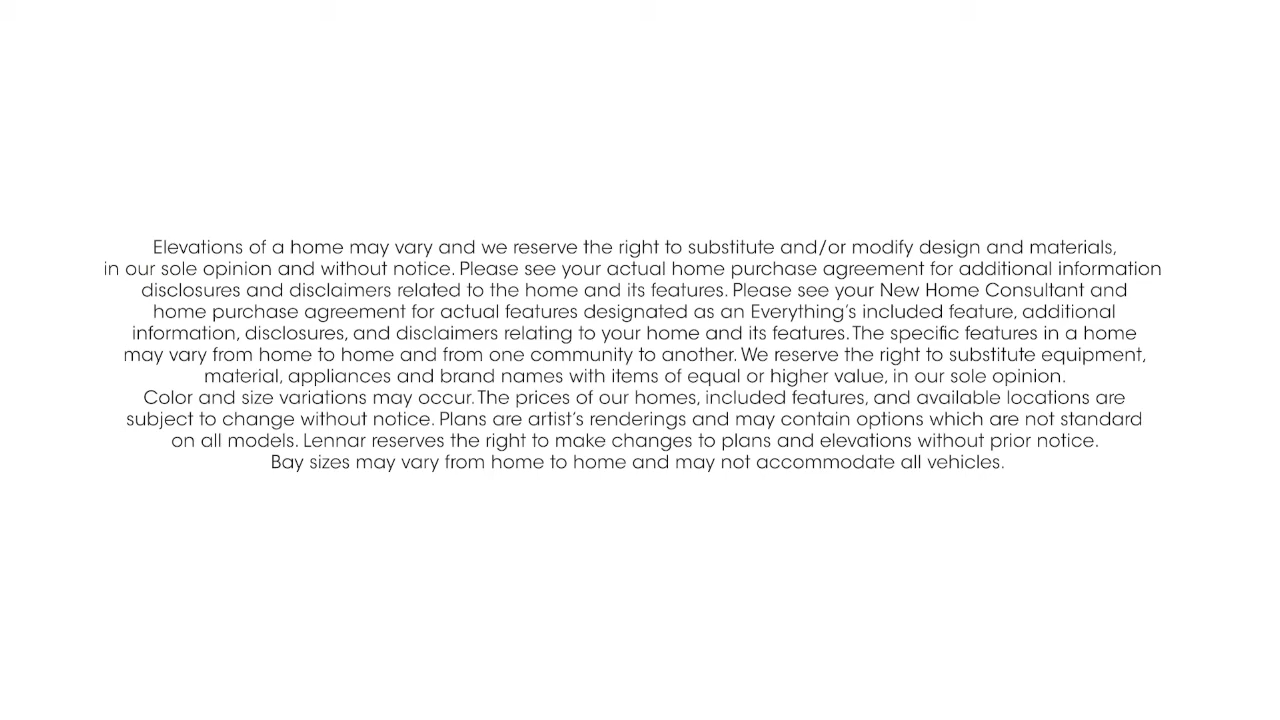 Elevations of a home may vary and we reserve the right to substitute and/or modify design and materials,
in our sole opinion and without notice. Please see your actual home purchase agreement for additional information
disclosures and disclaimers related to the home and its features. Please see your New Home Consultant and
home purchase agreement for actual features designated as an Everything's included feature, additional
information, disclosures, and disclaimers relating to your home and its features. The specific features in a home
may vary from home to home and from one community to another. We reserve the right to substitute equipment,
material, appliances and brand names with items of equal or higher value, in our sole opinion.
Color and size variations may occur. The prices of our homes, included features, and available locations are
subject to change without notice. Plans are artist's renderings and may contain options which are not standard
on all models. Lennar reserves the right to make changes to plans and elevations without prior notice.
Bay sizes may vary from home to home and may not accommodate all vehicles.